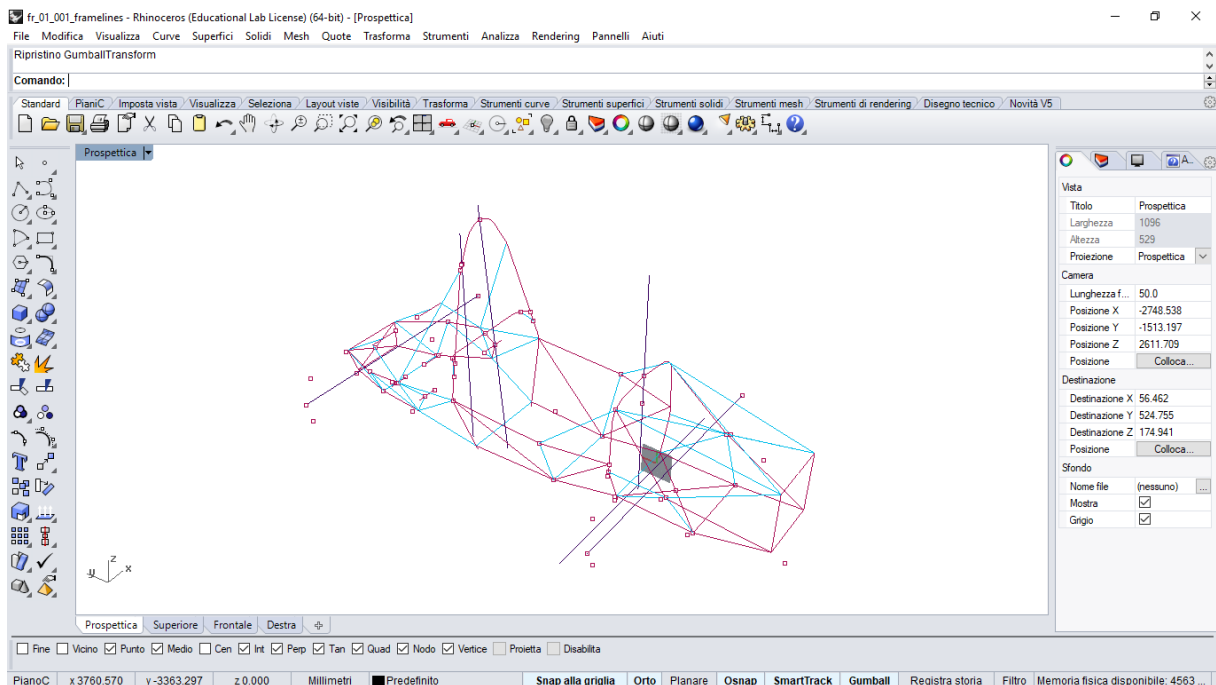 fr_01_001_framelines - Rhinoceros (Educational Lab License) (64-bit) - [Prospettica]
File Modifica Visualizza Curve Superfici Solidi Mesh Quote Trasforma Strumenti Analizza Rendering Pannelli Aiuti
Ripristino GumballTransform
Comando:
Standard PianiC Imposta vista Visualizza Seleziona Layout viste Visibilità Trasforma Strumenti curve Strumenti superfici Strumenti solidi Strumenti mesh Strumenti di rendering Disegno tecnico Novità V5
Prospettica
A...
Vista
Titolo Prospettica
Larghezza 1096
Altezza 529
Proiezione Prospettica
Camera
Lunghezza f... 50.0
Posizione X -2748.538
Posizione Y -1513.197
Posizione Z 2611.709
Posizione Colloca...
Destinazione
Destinazione X 56.462
Destinazione Y 524.755
Destinazione Z 174.941
Posizione Colloca...
Sfondo
Nome file (nessuno) ...
Mostra
Grigio
z
y x
Prospettica Superiore Frontale Destra
Fine Vicino Punto Medio Cen Int Perp Tan Quad Nodo Vertice Proietta Disabilita
PianoC x 3760.570 y -3363.297 z 0.000 Millimetri Predefinito Snap alla griglia Orto Planare Osnap SmartTrack Gumball Registra storia Filtro Memoria fisica disponibile: 4563 ...